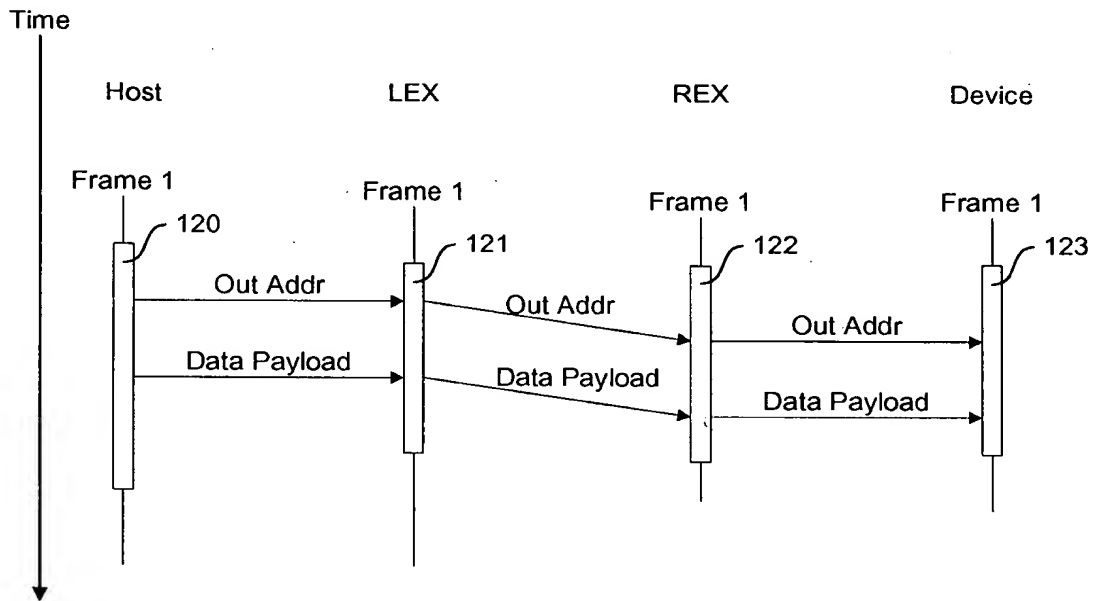 Time
Host LEX REX Device
Frame 1 Frame 1 Frame 1 Frame 1
120 121 122 123
Out Addr Out Addr Out Addr
Data Payload Data Payload Data Payload